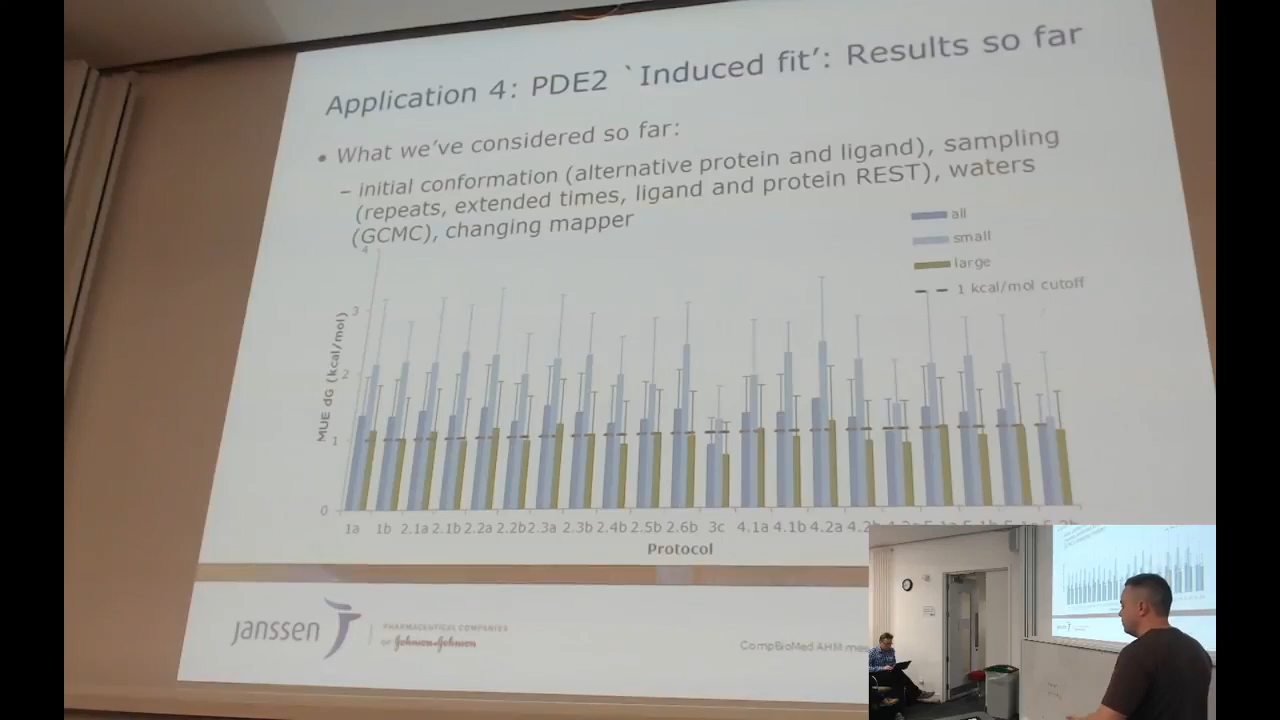 Application 4: PDE2 `Induced fit’: Results so far
• What we’ve considered so far:
– initial conformation (alternative protein and ligand), sampling
(repeats, extended times, ligand and protein REST), waters
(GCMC), changing mapper
all
small
large
1 kcal/mol cutoff
MUE dG (kcal/mol)
4
3
2
1
0
1a 1b 2.1a 2.1b 2.2a 2.2b 2.3a 2.3b 2.4b 2.5b 2.6b 3c 4.1a 4.1b 4.2a
Protocol
Janssen
PHARMACEUTICAL COMPANIES
OF Johnson&Johnson
CompBioMed AHM